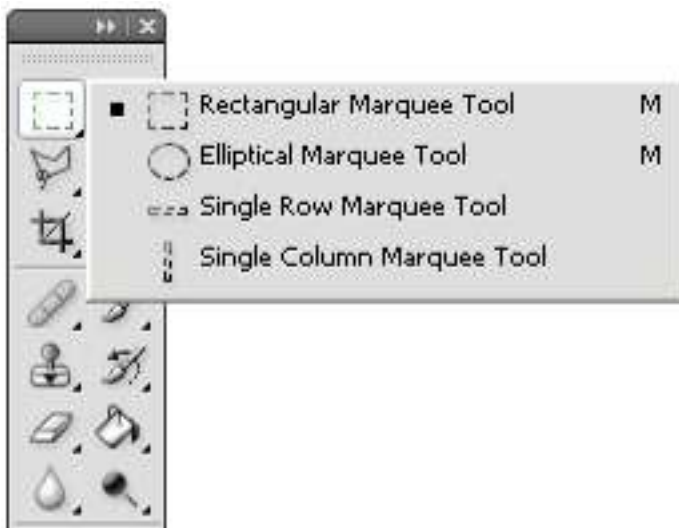 Rectangular Marquee Tool M
Elliptical Marquee Tool M
Single Row Marquee Tool
Single Column Marquee Tool